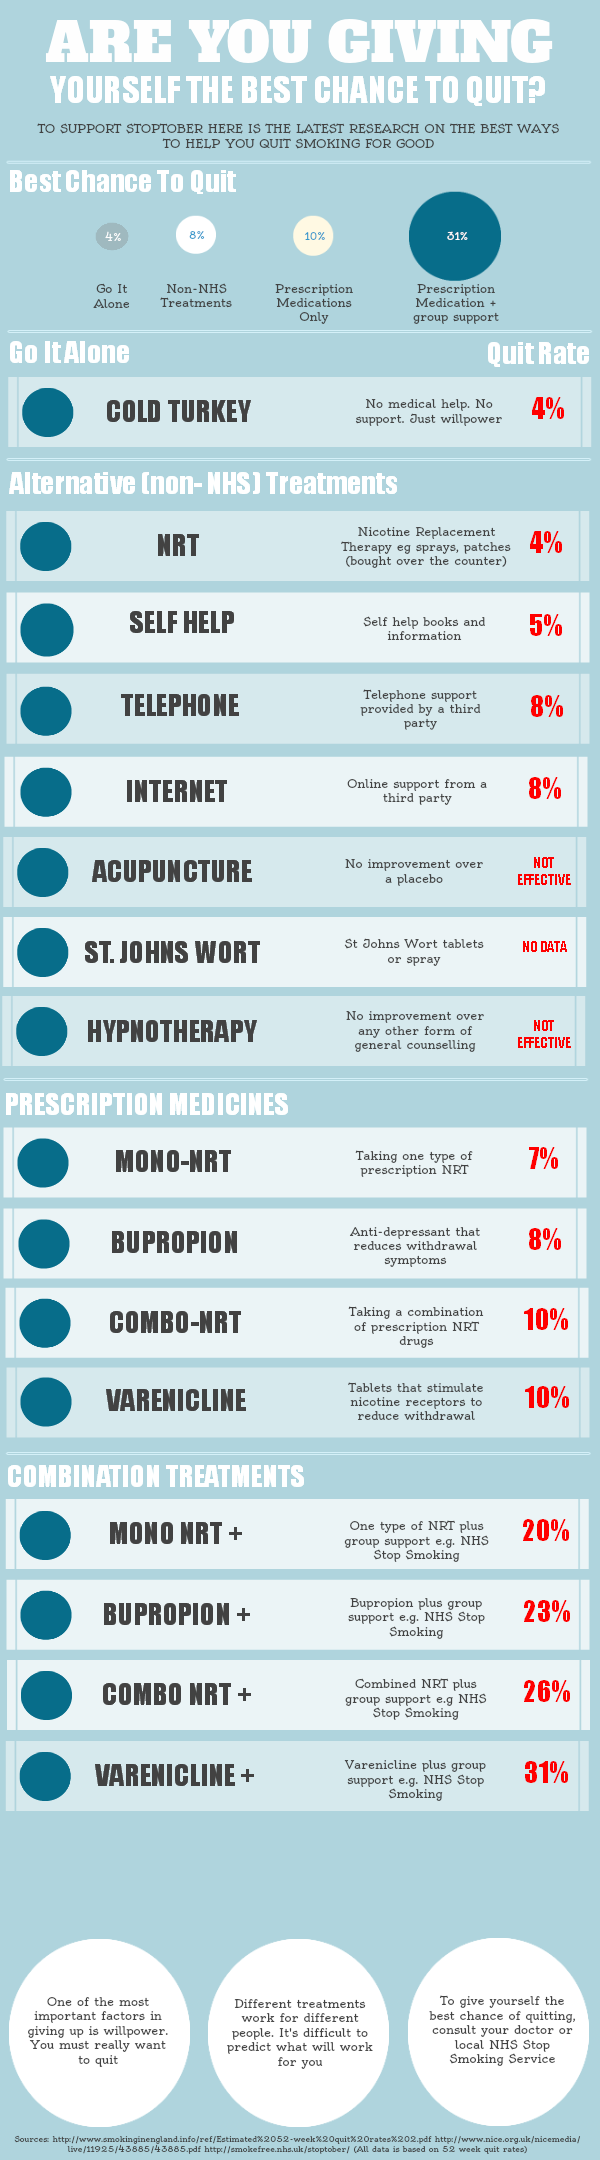 ARE YOU GIVING
YOURSELF THE BEST CHANCE TO QUIT?
TO SUPPORT STOPTOBER HERE IS THE LATEST RESEARCH ON THE BEST WAYS
TO HELP YOU QUIT SMOKING FOR GOOD
Best Chance To Quit
4%
8%
10%
31%
Go It
Alone
Non-NHS
Treatments
Prescription
Medications
Only
Prescription
Medication +
group support
Go It Alone
Quit Rate
COLD TURKEY
No medical help. No
support. Just willpower
4%
Alternative (non- NHS) Treatments
NRT
Nicotine Replacement
Therapy eg sprays, patches
(bought over the counter)
4%
SELF HELP
Self help books and
information
5%
TELEPHONE
Telephone support
provided by a third
party
8%
INTERNET
Online support from a
third party
8%
ACUPUNCTURE
No improvement over
a placebo
NOT
EFFECTIVE
ST. JOHNS WORT
St Johns Wort tablets
or spray
NO DATA
HYPNOTHERAPY
No improvement over
any other form of
general counselling
NOT
EFFECTIVE
PRESCRIPTION MEDICINES
MONO-NRT
Taking one type of
prescription NRT
7%
BUPROPION
Anti-depressant that
reduces withdrawal
symptoms
8%
COMBO-NRT
Taking a combination
of prescription NRT
drugs
10%
VARENICLINE
Tablets that stimulate
nicotine receptors to
reduce withdrawal
10%
COMBINATION TREATMENTS
MONO NRT +
One type of NRT plus
group support e.g. NHS
Stop Smoking
20%
BUPROPION +
Bupropion plus group
support e.g. NHS Stop
Smoking
23%
COMBO NRT +
Combined NRT plus
group support e.g NHS
Stop Smoking
26%
VARENICLINE +
Varenicline plus group
support e.g. NHS Stop
Smoking
31%
One of the most
important factors in
giving up is willpower.
You must really want
to quit
Different treatments
work for different
people. It's difficult to
predict what will work
for you
To give yourself the
best chance of quitting,
consult your doctor or
local NHS Stop
Smoking Service
Sources: http://www.smokinginengland.info/ref/Estimated%2052-week%20quit%20rates%202.pdf http://www.nice.org.uk/nicemedia/
live/11925/43885/43885.pdf http://smokefree.nhs.uk/stoptober/ (All data is based on 52 week quit rates)